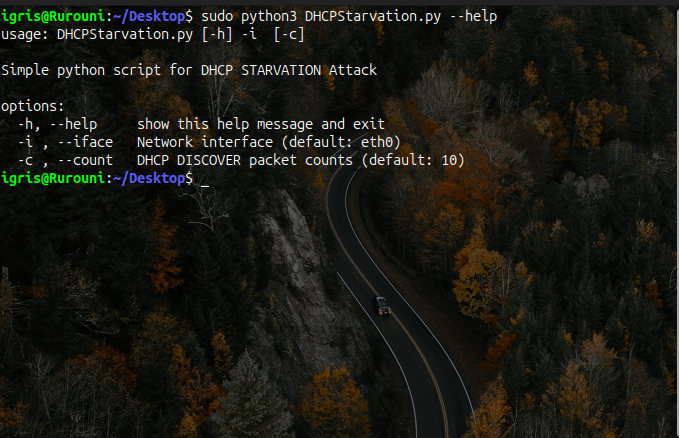 igris@Rurouni:~/Desktop$ sudo python3 DHCPStarvation.py --help
usage: DHCPStarvation.py [-h] -i  [-c]
Simple python script for DHCP STARVATION Attack
options:
  -h, --help    show this help message and exit
  -i , --iface  Network interface (default: eth0)
  -c , --count  DHCP DISCOVER packet counts (default: 10)
igris@Rurouni:~/Desktop$ _